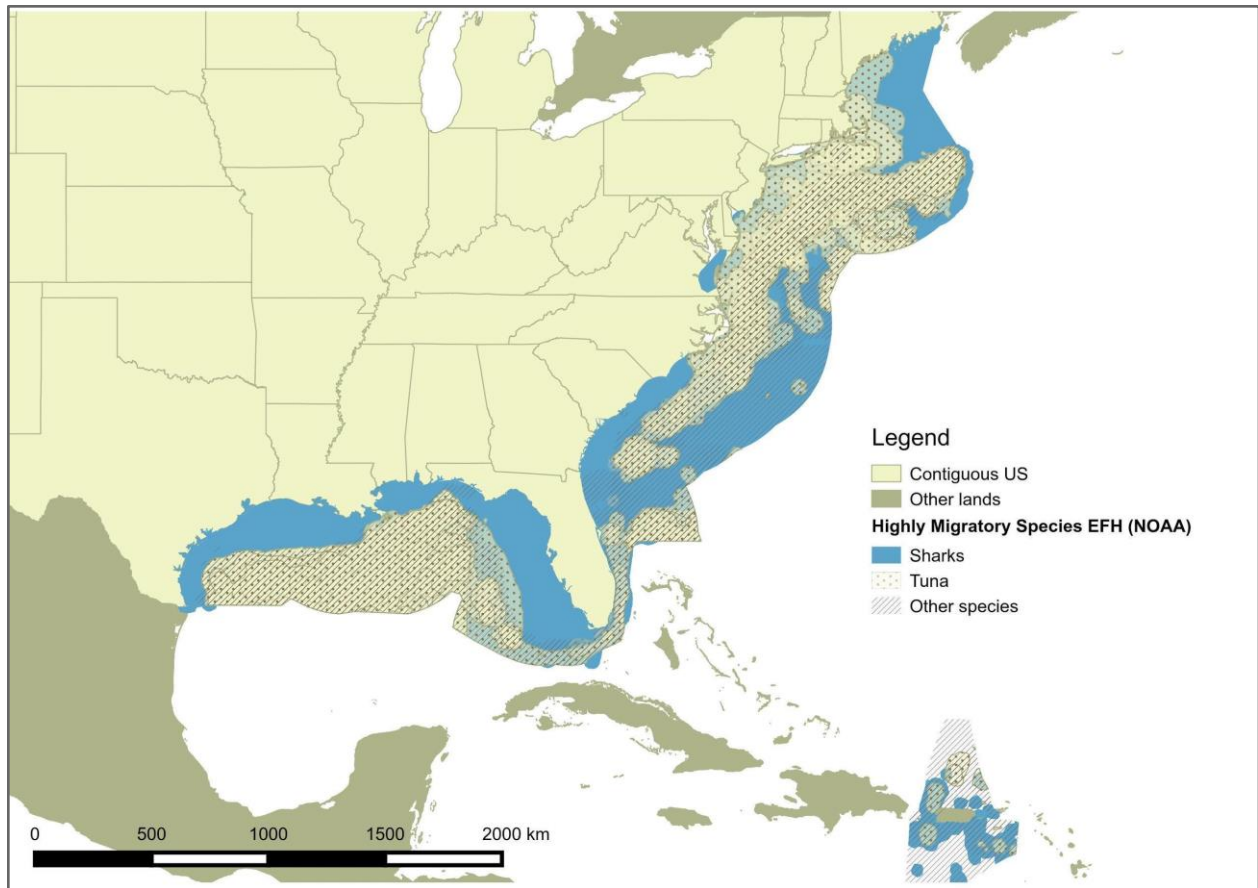 Legend
Contiguous US
Other lands
Highly Migratory Species EFH (NOAA)
Sharks
Tuna
Other species
0 500 1000 1500 2000 km